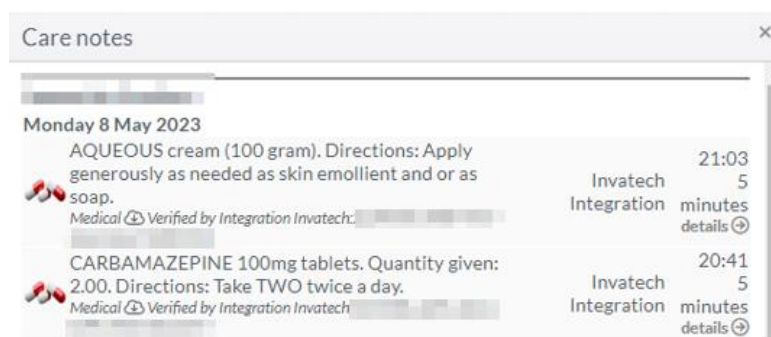 Care notes
×
Monday 8 May 2023
AQUEOUS cream (100 gram). Directions: Apply
generously as needed as skin emollient and or as
soap.
Medical Verified by Integration Invatech:
Invatech
Integration
21:03
5
minutes
details
CARBAMAZEPINE 100mg tablets. Quantity given:
2.00. Directions: Take TWO twice a day.
Medical Verified by Integration Invatech
Invatech
Integration
20:41
5
minutes
details